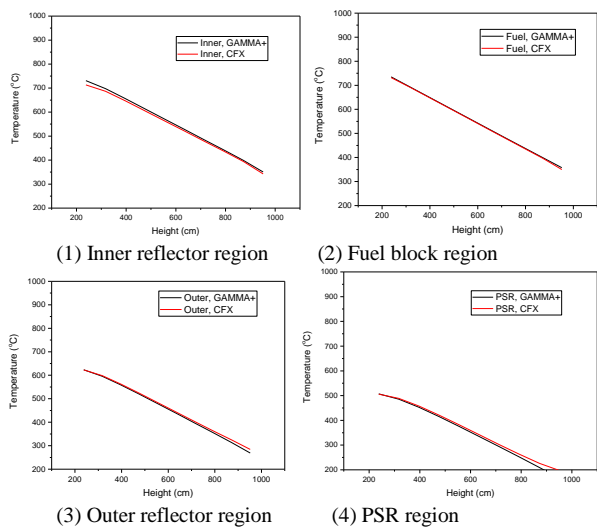 1000
900
800
700
600
500
400
300
200
Temperature (°C)
Inner, GAMMA+
Inner, CFX
200 400 600 800 1000
Height (cm)
(1) Inner reflector region
1000
900
800
700
600
500
400
300
200
Temperature (°C)
Fuel, GAMMA+
Fuel, CFX
200 400 600 800 1000
Height (cm)
(2) Fuel block region
1000
900
800
700
600
500
400
300
200
Temperature (°C)
Outer, GAMMA+
Outer, CFX
200 400 600 800 1000
Height (cm)
(3) Outer reflector region
1000
900
800
700
600
500
400
300
200
Temperature (°C)
PSR, GAMMA+
PSR, CFX
200 400 600 800 1000
Height (cm)
(4) PSR region